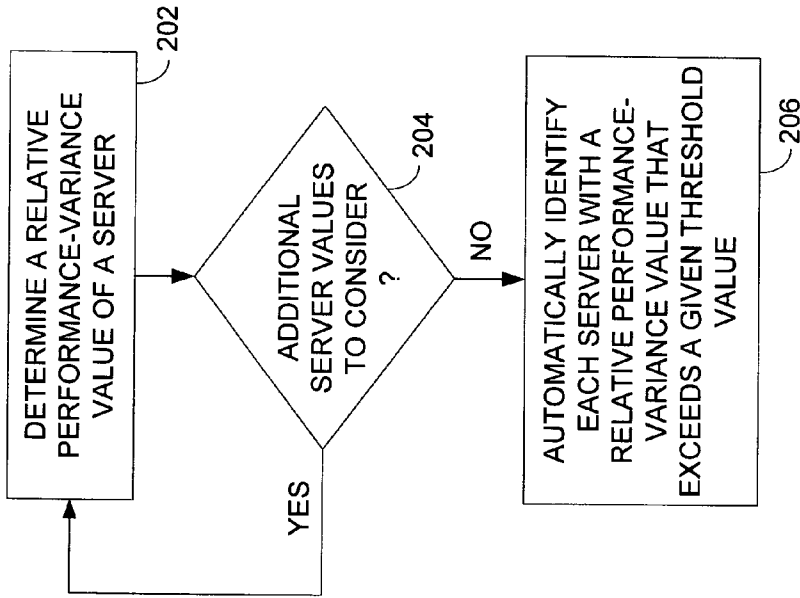 DETERMINE A RELATIVE
PERFORMANCE-VARIANCE
VALUE OF A SERVER
202
ADDITIONAL
SERVER VALUES
TO CONSIDER
?
204
YES
NO
AUTOMATICALLY IDENTIFY
EACH SERVER WITH A
RELATIVE PERFORMANCE-
VARIANCE VALUE THAT
EXCEEDS A GIVEN THRESHOLD
VALUE
206